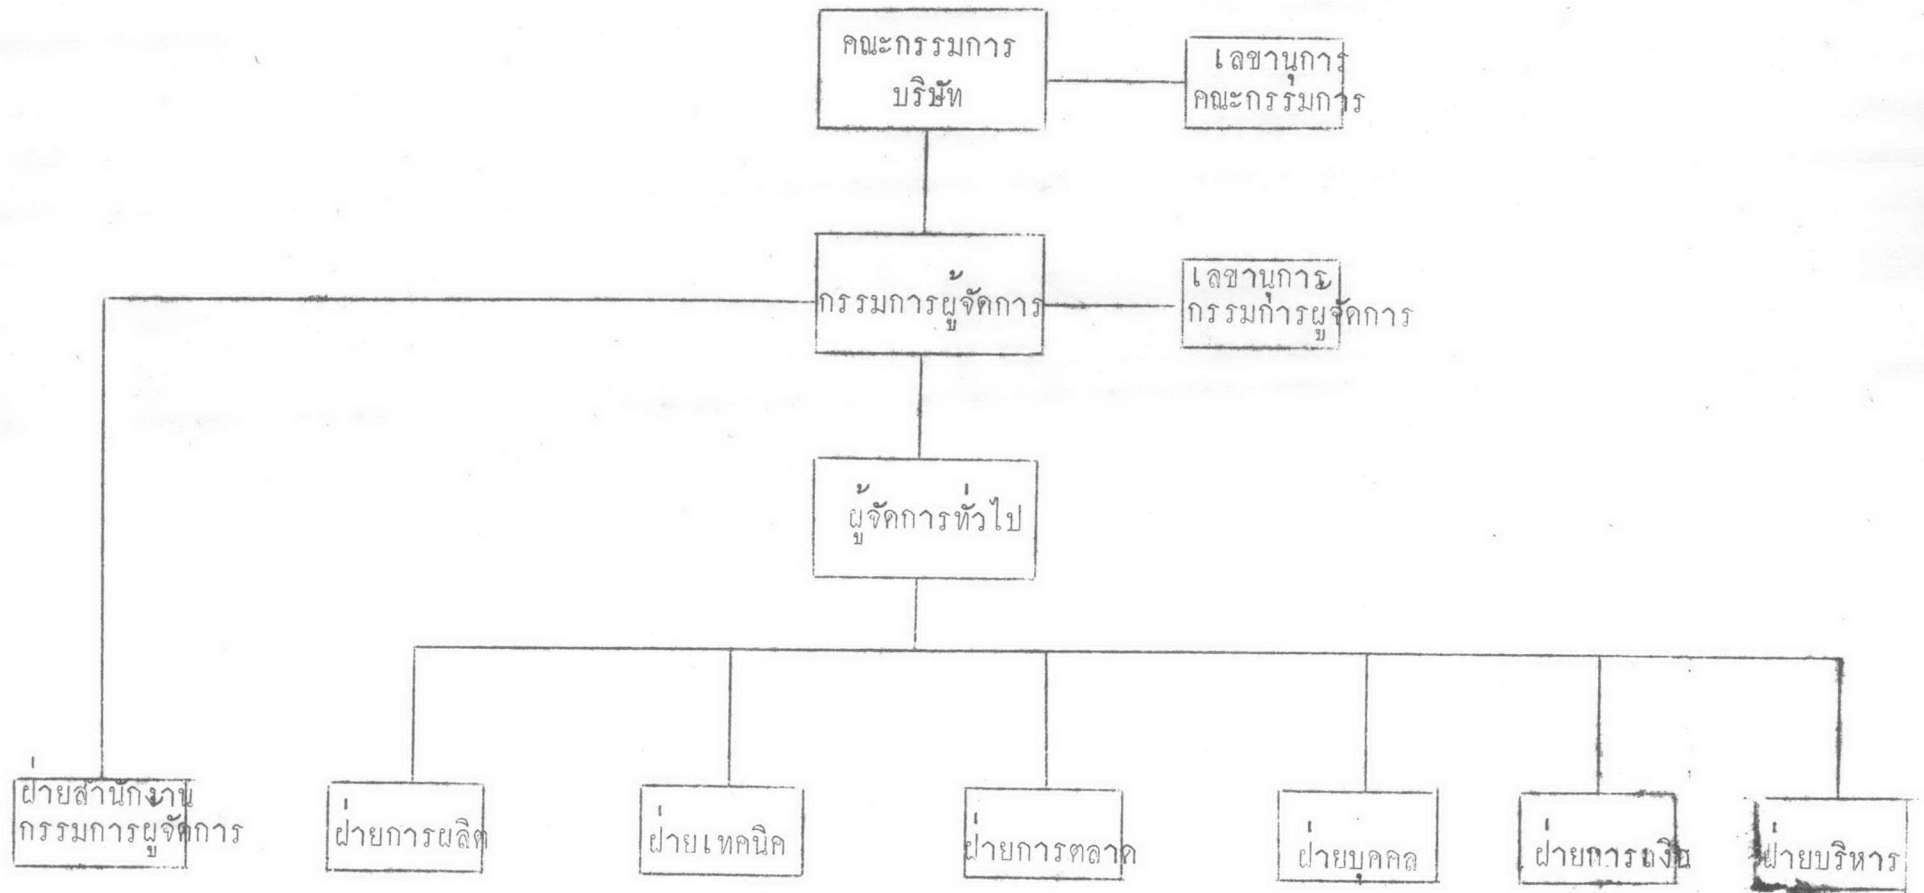 คณะกรรมการ
บริษัท
เลขานุการ
คณะกรรมการ
กรรมการผู้จัดการ
เลขานุการ
กรรมการผู้จัดการ
ผู้จัดการทั่วไป
ฝ่ายสำนักงาน
กรรมการผู้จัดการ
ฝ่ายการผลิต
ฝ่ายเทคนิค
ฝ่ายการตลาด
ฝ่ายบุคคล
ฝ่ายการเงิน
ฝ่ายบริหาร